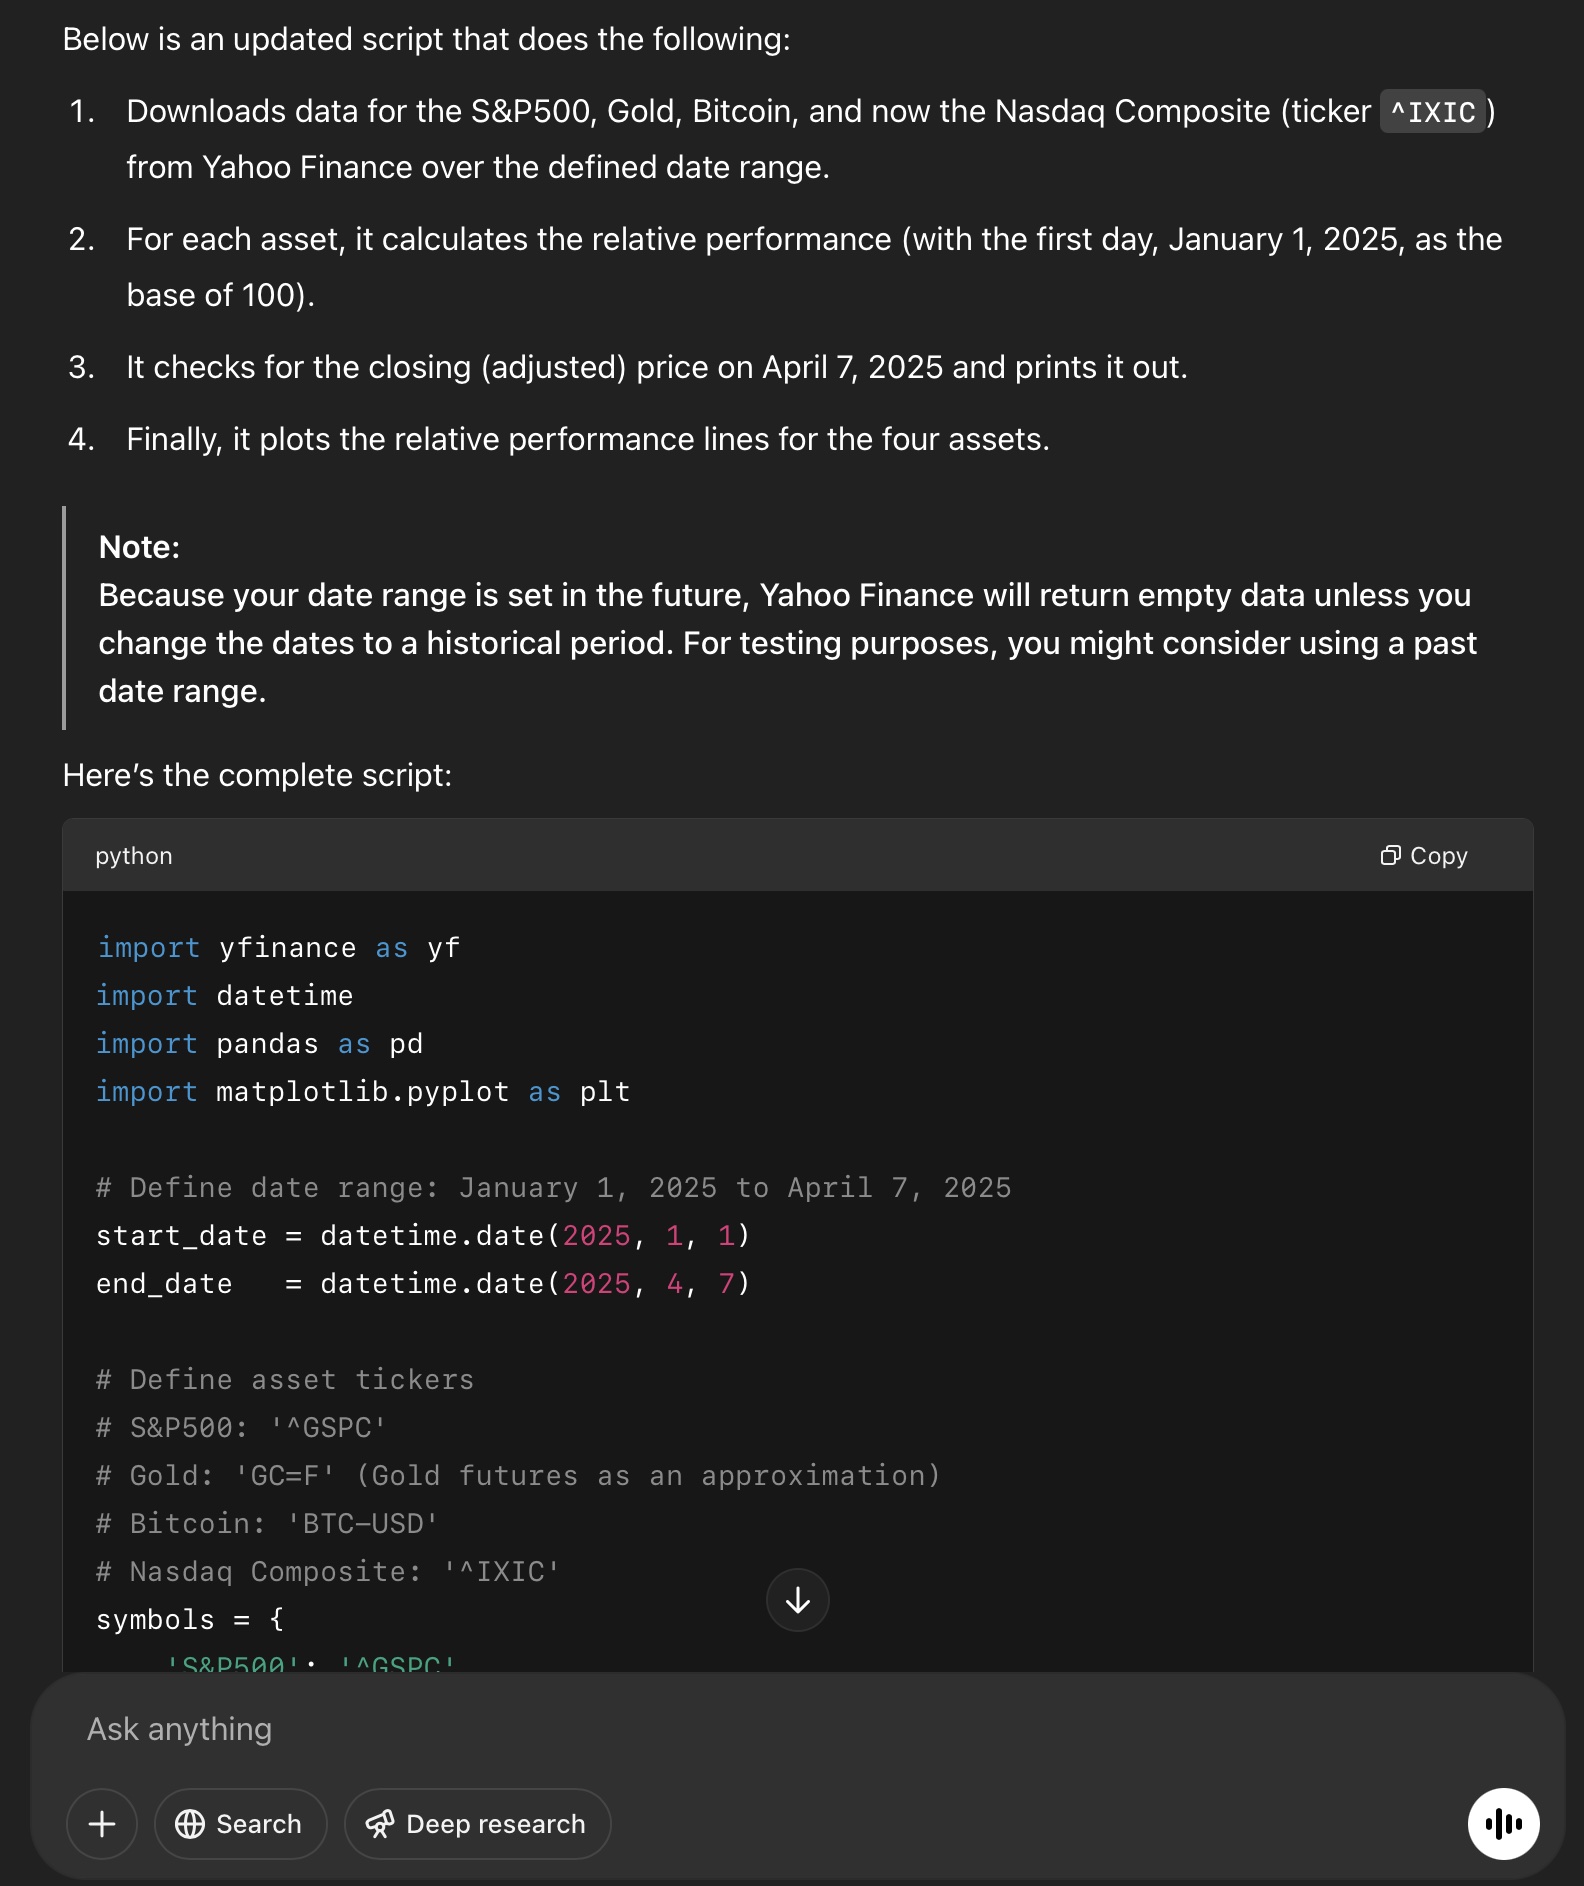 Below is an updated script that does the following:
1. Downloads data for the S&P500, Gold, Bitcoin, and now the Nasdaq Composite (ticker ^IXIC)
from Yahoo Finance over the defined date range.
2. For each asset, it calculates the relative performance (with the first day, January 1, 2025, as the
base of 100).
3. It checks for the closing (adjusted) price on April 7, 2025 and prints it out.
4. Finally, it plots the relative performance lines for the four assets.
Note:
Because your date range is set in the future, Yahoo Finance will return empty data unless you
change the dates to a historical period. For testing purposes, you might consider using a past
date range.
Here’s the complete script:
python
Copy
import yfinance as yf
import datetime
import pandas as pd
import matplotlib.pyplot as plt
# Define date range: January 1, 2025 to April 7, 2025
start_date = datetime.date(2025, 1, 1)
end_date   = datetime.date(2025, 4, 7)
# Define asset tickers
# S&P500: '^GSPC'
# Gold: 'GC=F' (Gold futures as an approximation)
# Bitcoin: 'BTC-USD'
# Nasdaq Composite: '^IXIC'
symbols = {
'S&P500': '^GSPC'
Ask anything
Search
Deep research